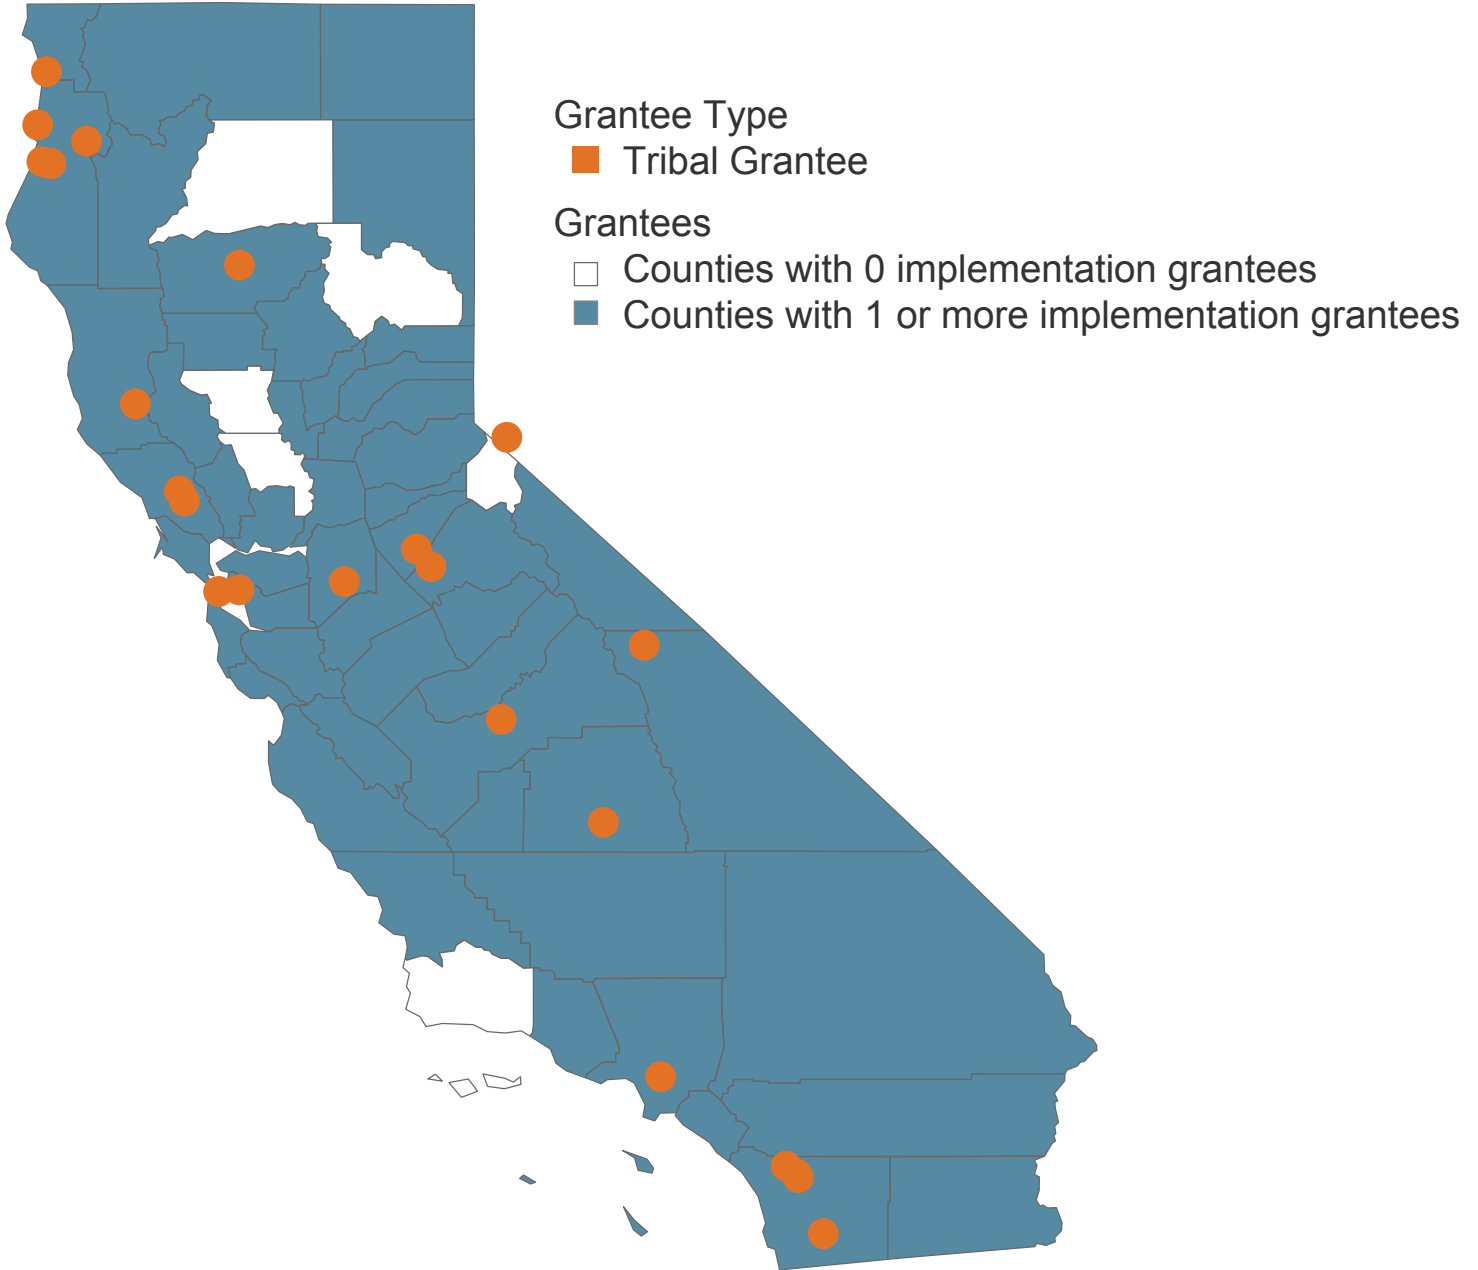 Grantee Type
Tribal Grantee
Grantees
Counties with 0 implementation grantees
Counties with 1 or more implementation grantees